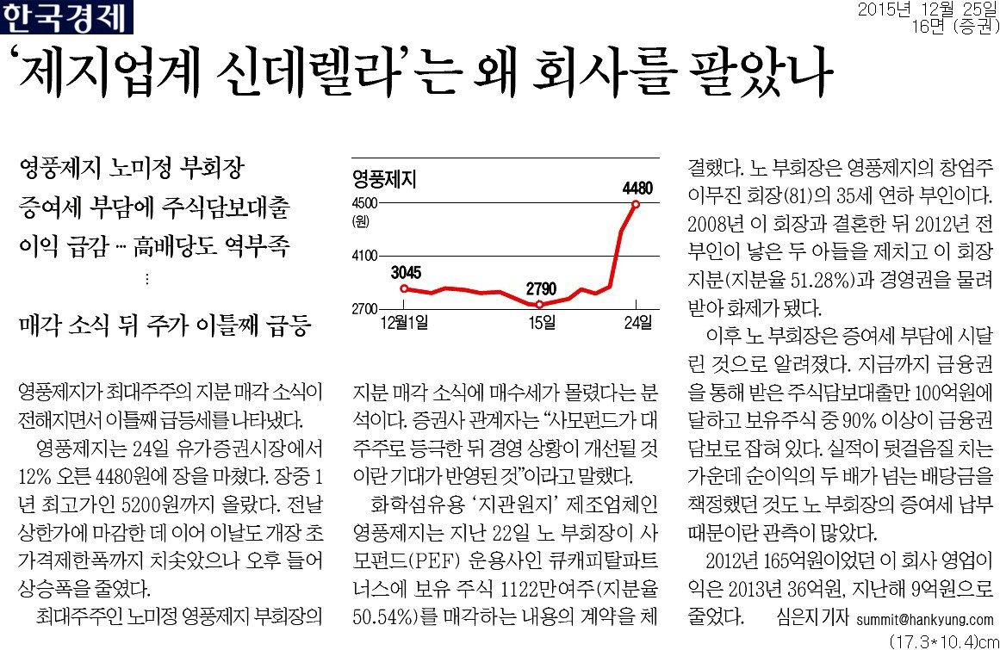 한국경제
2015년 12월 25일
16면 (증권)
‘제지업계 신데렐라’는 왜 회사를 팔았나
영풍제지 노미정 부회장
증여세 부담에 주식담보대출
이익 급감 … 高배당도 역부족
⋮
매각 소식 뒤 주가 이틀째 급등
영풍제지
4500
(원)
4100
2700
3045
2790
4480
12월1일
15일
24일
영풍제지가 최대주주의 지분 매각 소식이
전해지면서 이틀째 급등세를 나타냈다.
영풍제지는 24일 유가증권시장에서
12% 오른 4480원에 장을 마쳤다. 장중 1
년 최고가인 5200원까지 올랐다. 전날
상한가에 마감한 데 이어 이날도 개장 초
가격제한폭까지 치솟았으나 오후 들어
상승폭을 줄였다.
최대주주인 노미정 영풍제지 부회장의
지분 매각 소식에 매수세가 몰렸다는 분
석이다. 증권사 관계자는 “사모펀드가 대
주주로 등극한 뒤 경영 상황이 개선될 것
이란 기대가 반영된 것”이라고 말했다.
화학섬유용 ‘지관원지’ 제조업체인
영풍제지는 지난 22일 노 부회장이 사
모펀드(PEF) 운용사인 큐캐피탈파트
너스에 보유 주식 1122만여주(지분율
50.54%)를 매각하는 내용의 계약을 체
결했다. 노 부회장은 영풍제지의 창업주
이무진 회장(81)의 35세 연하 부인이다.
2008년 이 회장과 결혼한 뒤 2012년 전
부인이 낳은 두 아들을 제치고 이 회장
지분(지분율 51.28%)과 경영권을 물려
받아 화제가 됐다.
이후 노 부회장은 증여세 부담에 시달
린 것으로 알려졌다. 지금까지 금융권
을 통해 받은 주식담보대출만 100억원에
달하고 보유주식 중 90% 이상이 금융권
담보로 잡혀 있다. 실적이 뒷걸음질 치는
가운데 순이익의 두 배가 넘는 배당금을
책정했던 것도 노 부회장의 증여세 납부
때문이란 관측이 많았다.
2012년 165억원이었던 이 회사 영업이
익은 2013년 36억원, 지난해 9억원으로
줄었다. 심은지 기자 summit@hankyung.com
(17.3*10.4)cm